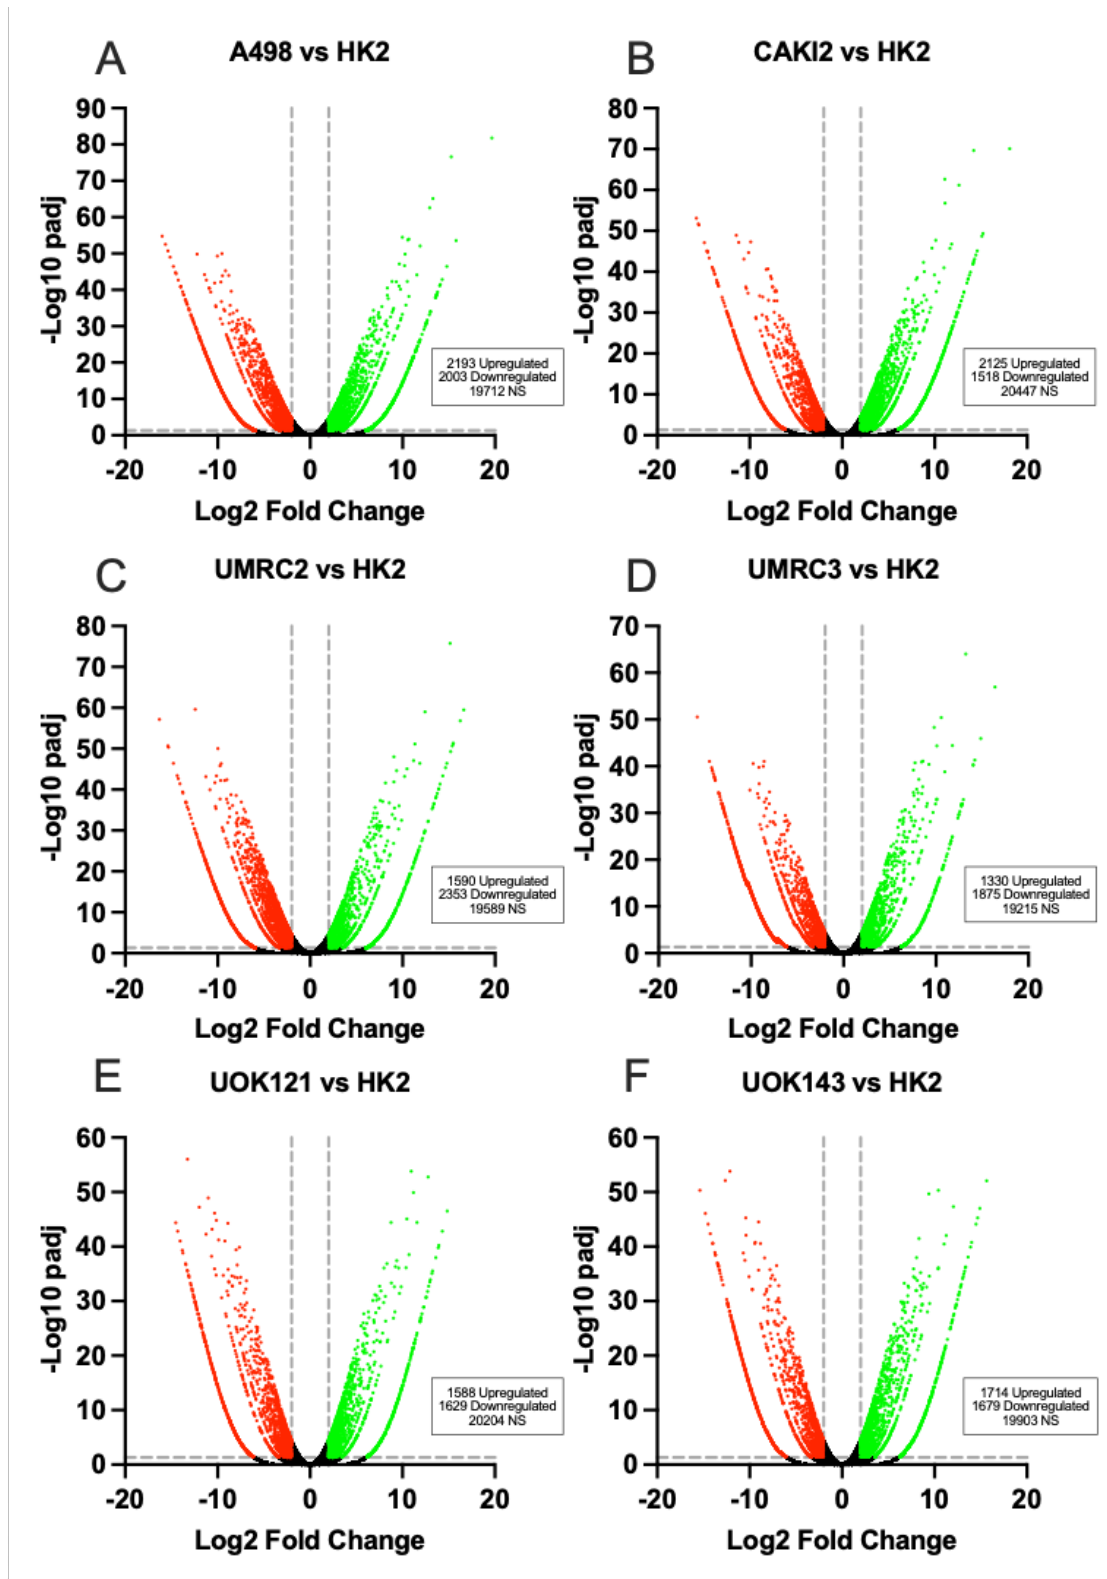 A
A498 vs HK2
-Log10 padj
90
80
70
60
50
40
30
20
10
0
2193 Upregulated
2003 Downregulated
19712 NS
-20 -10 0 10 20
Log2 Fold Change
B
CAKI2 vs HK2
-Log10 padj
80
70
60
50
40
30
20
10
0
2125 Upregulated
1518 Downregulated
20447 NS
-20 -10 0 10 20
Log2 Fold Change
C
UMRC2 vs HK2
-Log10 padj
80
70
60
50
40
30
20
10
0
1590 Upregulated
2353 Downregulated
19589 NS
-20 -10 0 10 20
Log2 Fold Change
D
UMRC3 vs HK2
-Log10 padj
70
60
50
40
30
20
10
0
1330 Upregulated
1875 Downregulated
19215 NS
-20 -10 0 10 20
Log2 Fold Change
E
UOK121 vs HK2
-Log10 padj
60
50
40
30
20
10
0
1588 Upregulated
1629 Downregulated
20204 NS
-20 -10 0 10 20
Log2 Fold Change
F
UOK143 vs HK2
-Log10 padj
60
50
40
30
20
10
0
1714 Upregulated
1679 Downregulated
19903 NS
-20 -10 0 10 20
Log2 Fold Change